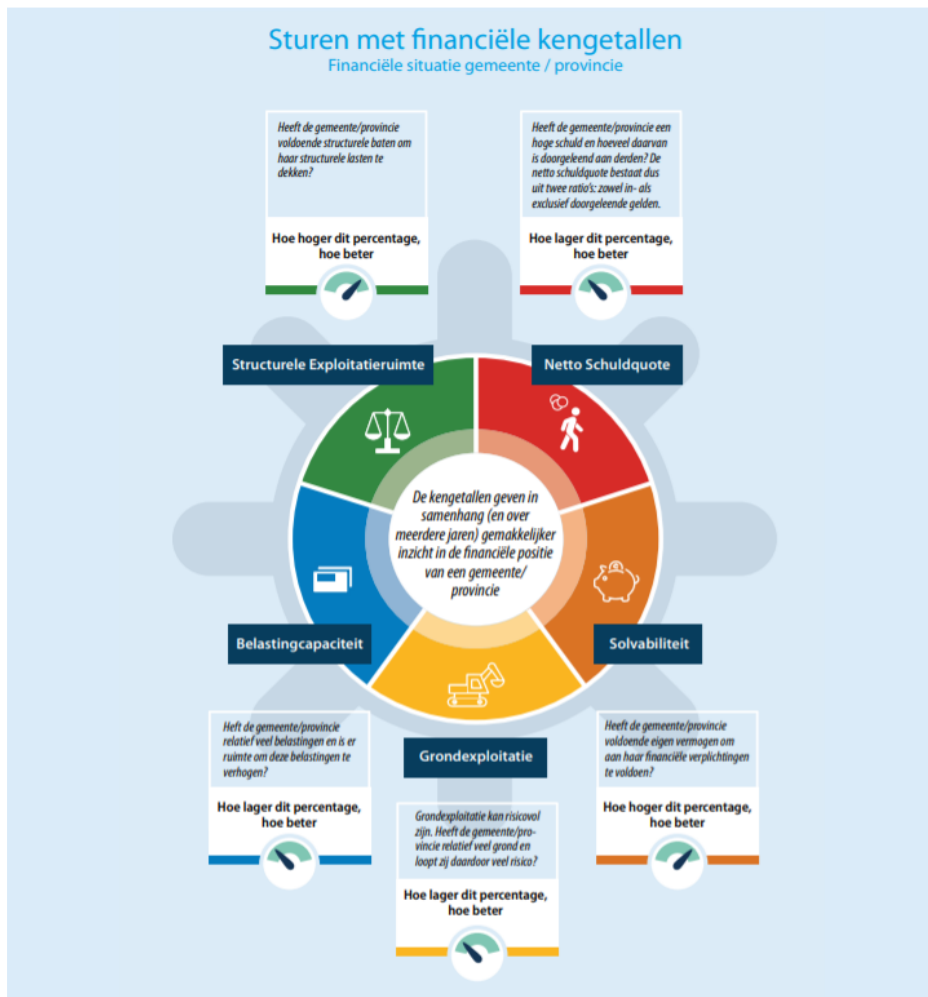 Sturen met financiële kengetallen
Financiële situatie gemeente / provincie
Heeft de gemeente/provincie
voldoende structurele baten om
haar structurele lasten te
dekken?
Hoe hoger dit percentage,
hoe beter
Heeft de gemeente/provincie een
hoge schuld en hoeveel daarvan
is doorgeleend aan derden? De
netto schuldquote bestaat dus
uit twee ratio's: zowel in- als
exclusief doorgeleende gelden.
Hoe lager dit percentage,
hoe beter
Structurele Exploitatieruimte
Netto Schuldquote
De kengetallen geven in
samenhang (en over
meerdere jaren) gemakkelijker
inzicht in de financiële positie
van een gemeente/
provincie
Belastingcapaciteit
Solvabiliteit
Grondexploitatie
Heft de gemeente/provincie
relatief veel belastingen en is er
ruimte om deze belastingen te
verhogen?
Hoe lager dit percentage,
hoe beter
Grondexploitatie kan risicovol
zijn. Heeft de gemeente/pro-
vincie relatief veel grond en
loopt zij daardoor veel risico?
Hoe lager dit percentage,
hoe beter
Heeft de gemeente/provincie
voldoende eigen vermogen om
aan haar financiële verplichtingen
te voldoen?
Hoe hoger dit percentage,
hoe beter